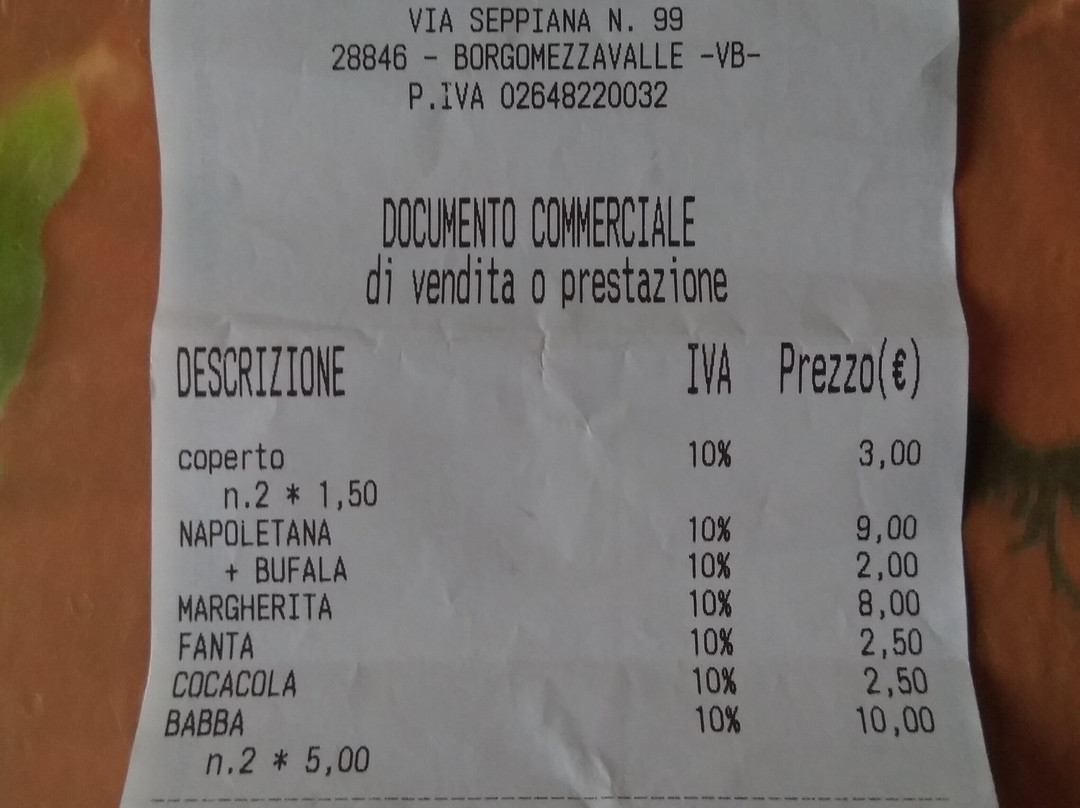 VIA SEPPIANA N. 99
28846 - BORGOMEZZAVALLE -VB-
P.IVA 02648220032
DOCUMENTO COMMERCIALE
di vendita o prestazione
DESCRIZIONE IVA Prezzo(€)
coperto 10% 3,00
n.2 * 1,50
NAPOLETANA 10% 9,00
+ BUFALA 10% 2,00
MARGHERITA 10% 8,00
FANTA 10% 2,50
COCACOLA 10% 2,50
BABBA 10% 10,00
n.2 * 5,00